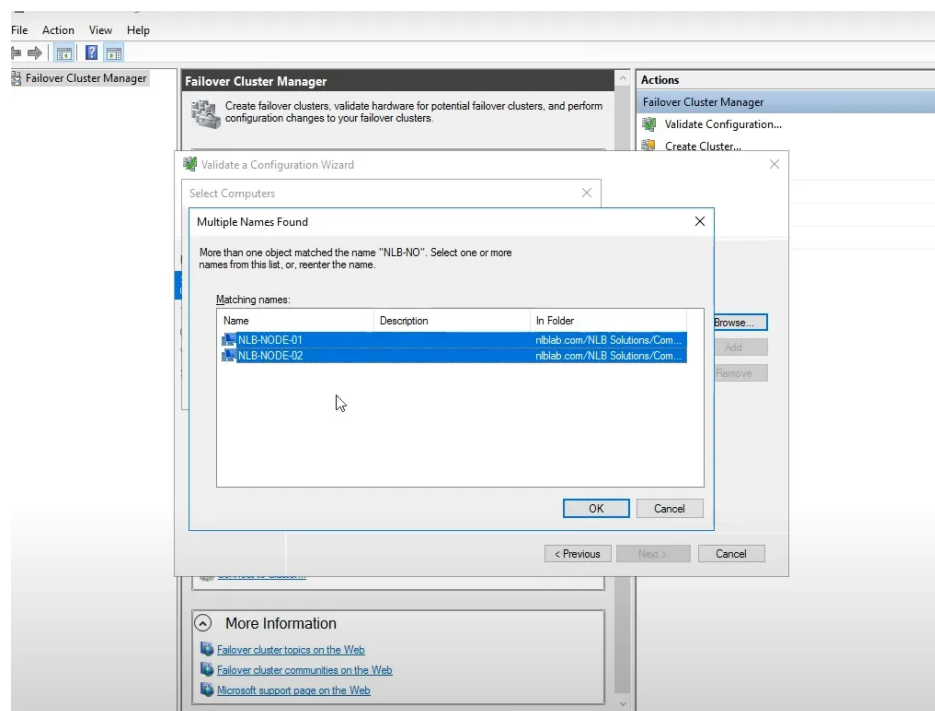 File Action View Help
Failover Cluster Manager
Failover Cluster Manager
Create failover clusters, validate hardware for potential failover clusters, and perform
configuration changes to your failover clusters.
Actions
Failover Cluster Manager
Validate Configuration...
Create Cluster...
Validate a Configuration Wizard
Select Computers
Multiple Names Found
More than one object matched the name "NLB-NO". Select one or more
names from this list, or, reenter the name.
Matching names:
Name Description In Folder
NLB-NODE-01 nlblab.com/NLB Solutions/Com...
NLB-NODE-02 nlblab.com/NLB Solutions/Com...
Browse...
Add
Remove
OK Cancel
< Previous Next > Cancel
More Information
Failover cluster topics on the Web
Failover cluster communities on the Web
Microsoft support page on the Web